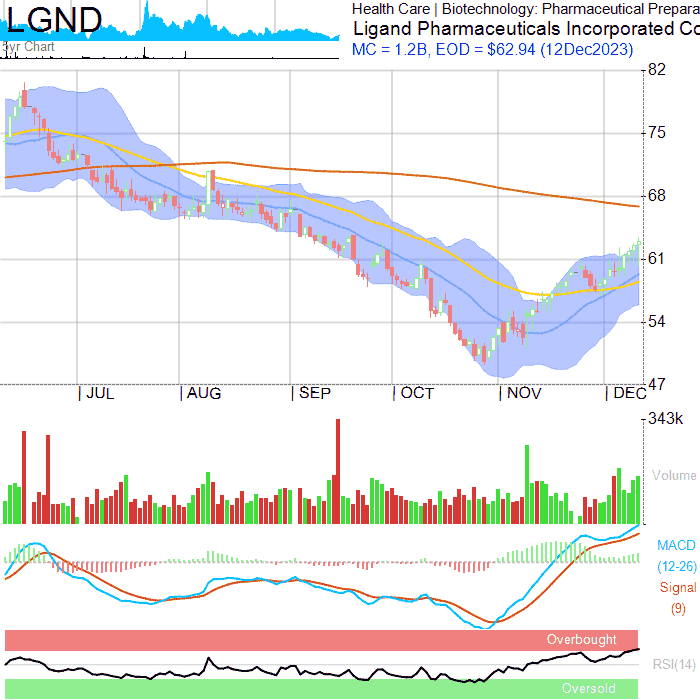 LGND
5yr Chart
Health Care | Biotechnology: Pharmaceutical Prepara
Ligand Pharmaceuticals Incorporated Co
MC = 1.2B, EOD = $62.94 (12Dec2023)
82
75
68
61
54
47
JUL
AUG
SEP
OCT
NOV
DEC
343k
Volume
MACD
(12-26)
Signal
(9)
Overbought
RSI(14)
Oversold